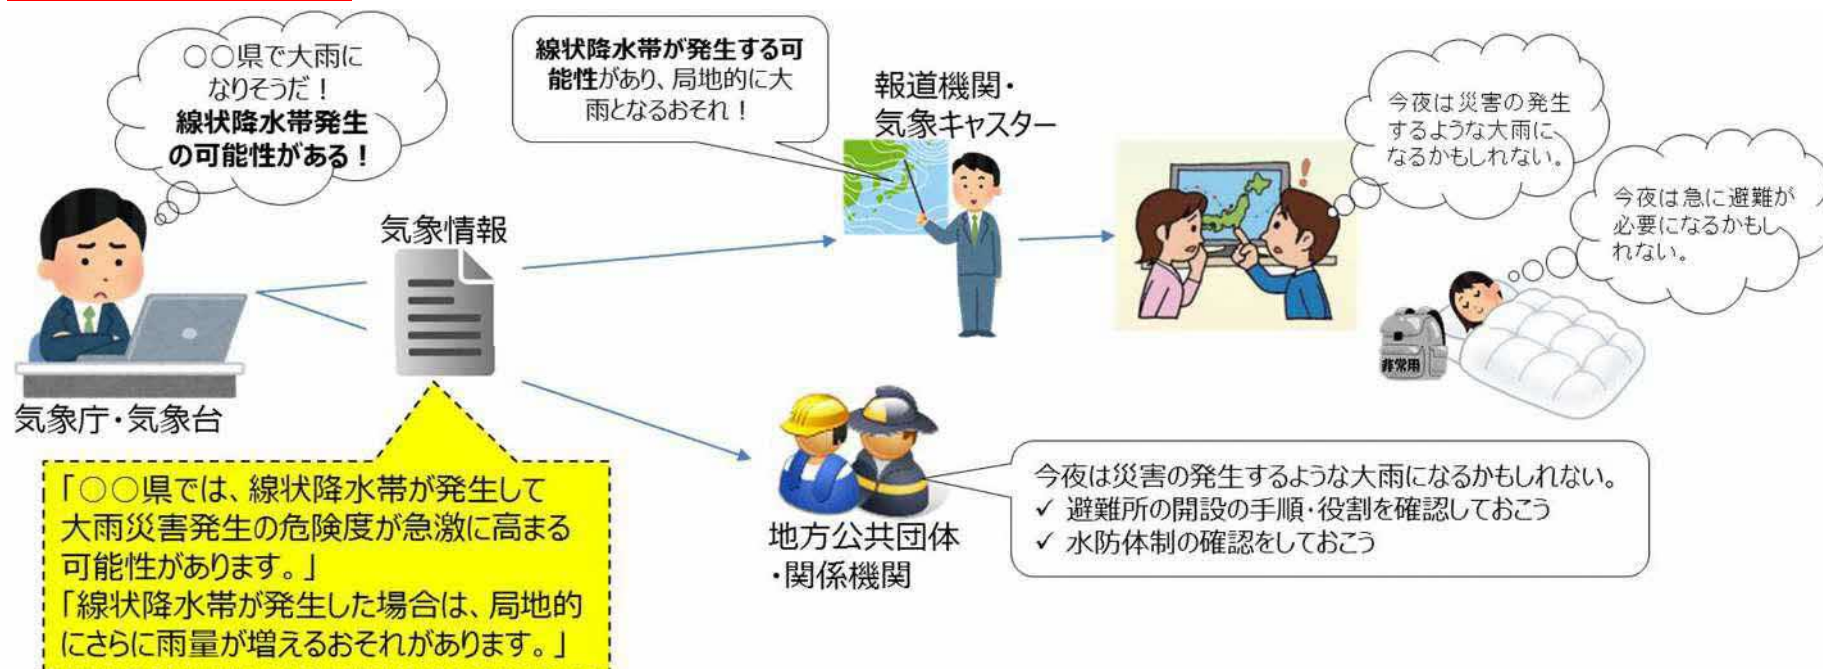 ○○県で大雨に
なりそうだ！
線状降水帯発生
の可能性がある！
気象庁・気象台
気象情報
「○○県では、線状降水帯が発生して
大雨災害発生の危険度が急激に高まる
可能性があります。」
「線状降水帯が発生した場合は、局地的
にさらに雨量が増えるおそれがあります。」
線状降水帯が発生する可
能性があり、局地的に大
雨となるおそれ！
報道機関・
気象キャスター
今夜は災害の発生
するような大雨に
なるかもしれない。
今夜は急に避難が
必要になるかもし
れない。
非常用
地方公共団体
・関係機関
今夜は災害の発生するような大雨になるかもしれない。
✓ 避難所の開設の手順・役割を確認しておこう
✓ 水防体制の確認をしておこう